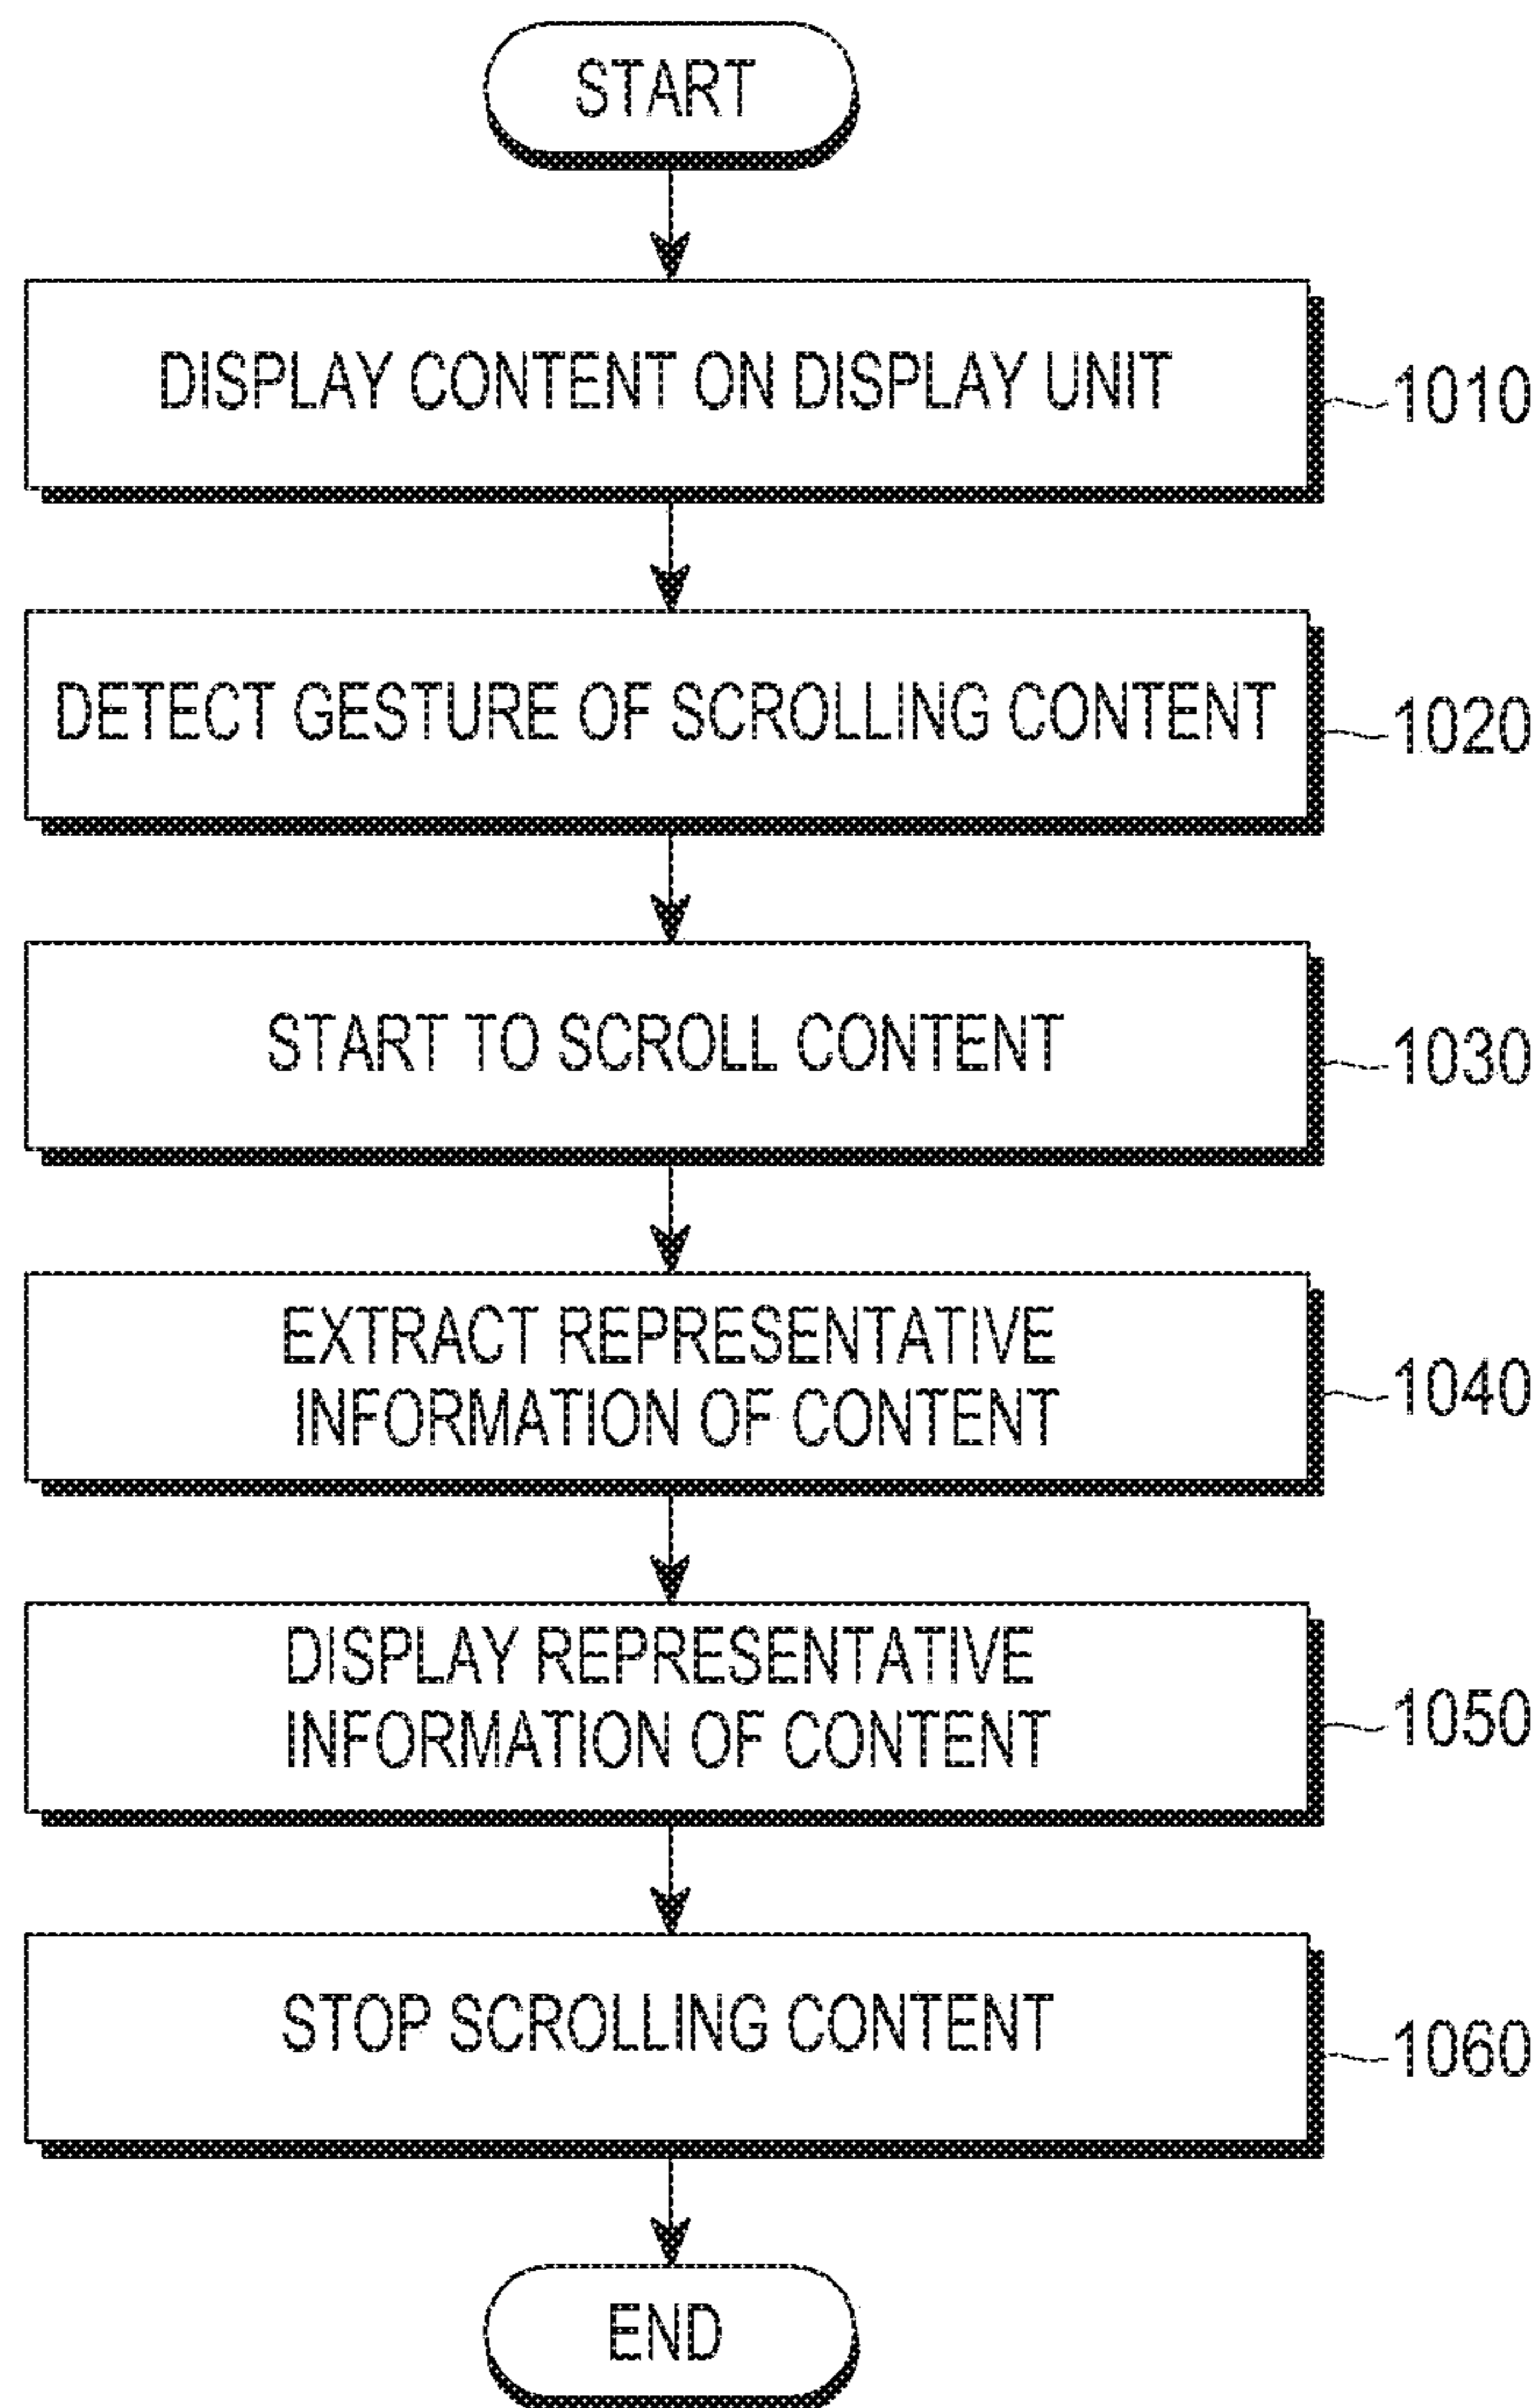 START
DISPLAY CONTENT ON DISPLAY UNIT
1010
DETECT GESTURE OF SCROLLING CONTENT
1020
START TO SCROLL CONTENT
1030
EXTRACT REPRESENTATIVE
INFORMATION OF CONTENT
1040
DISPLAY REPRESENTATIVE
INFORMATION OF CONTENT
1050
STOP SCROLLING CONTENT
1060
END